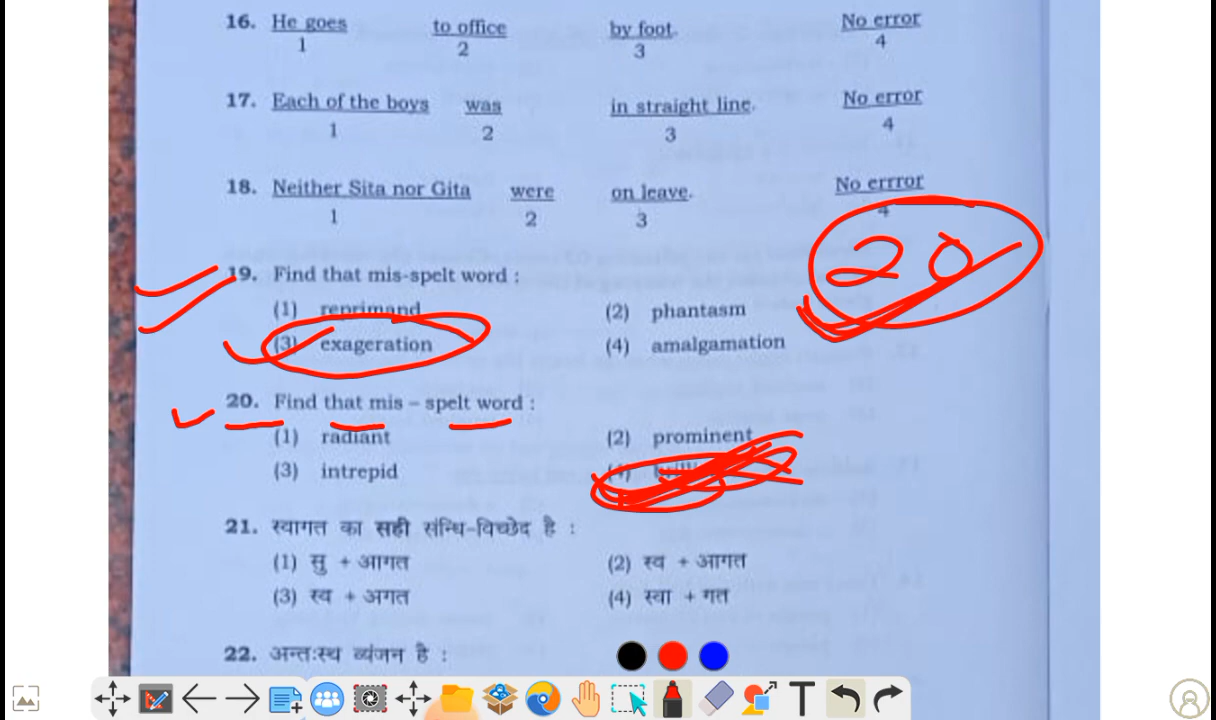 16. He goes to office by foot. No error
1 2 3 4
17. Each of the boys was in straight line. No error
1 2 3 4
18. Neither Sita nor Gita were on leave. No errror
1 2 3 4
20
19. Find that mis-spelt word :
(1) reprimand (2) phantasm
(3) exageration (4) amalgamation
20. Find that mis – spelt word :
(1) radiant (2) prominent
(3) intrepid (4)
21. स्वागत का सही संन्धि-विच्छेद है :
(1) सु + आगत (2) स्व + आगत
(3) स्व + अगत (4) स्वा + गत
22. अन्तःस्थ व्यंजन है :
T